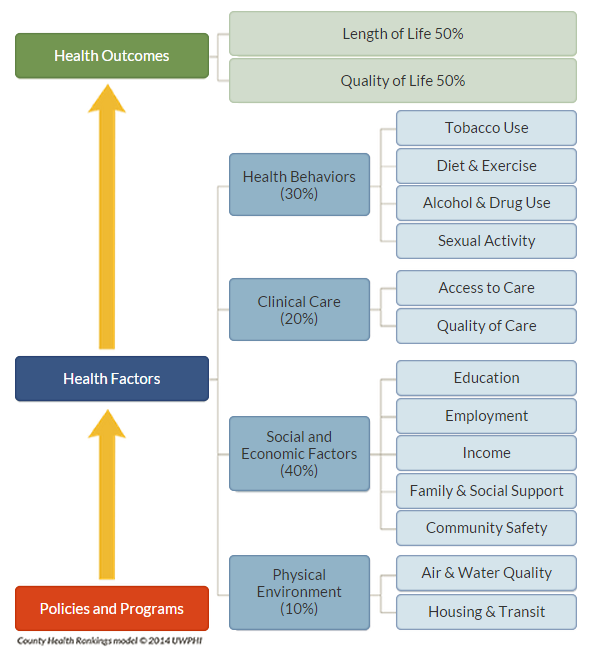 Health Outcomes
Length of Life 50%
Quality of Life 50%
Health Factors
Health Behaviors
(30%)
Tobacco Use
Diet & Exercise
Alcohol & Drug Use
Sexual Activity
Clinical Care
(20%)
Access to Care
Quality of Care
Social and
Economic Factors
(40%)
Education
Employment
Income
Family & Social Support
Community Safety
Physical
Environment
(10%)
Air & Water Quality
Housing & Transit
Policies and Programs
County Health Rankings model © 2014 UWPHI